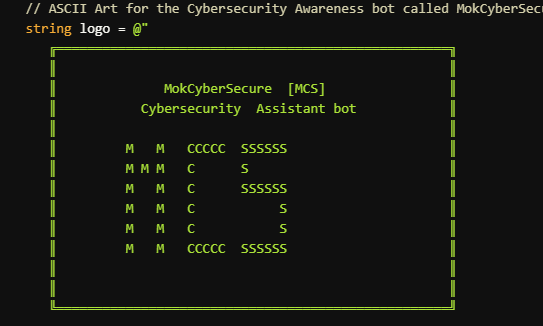 // ASCII Art for the Cybersecurity Awareness bot called MokCyberSec
string logo = @"
╔══════════════════════════════════════════════════╗
║                                                  ║
║              MokCyberSecure  [MCS]               ║
║           Cybersecurity  Assistant bot           ║
║                                                  ║
║         M   M   CCCCC  SSSSSS                    ║
║         M M M   C      S                         ║
║         M   M   C      SSSSSS                    ║
║         M   M   C           S                    ║
║         M   M   C           S                    ║
║         M   M   CCCCC  SSSSSS                    ║
║                                                  ║
║                                                  ║
╚══════════════════════════════════════════════════╝